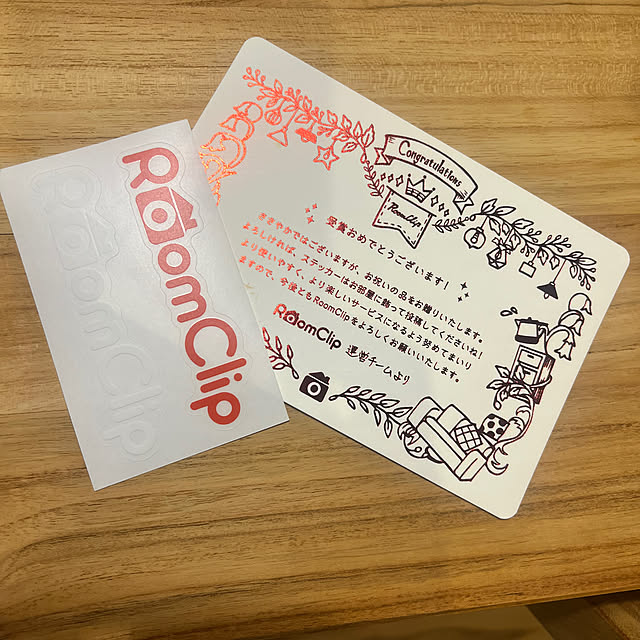 RoomClip
RoomClip
Congratulations
RoomClip
受賞おめでとうございます！
ささやかではございますが、お祝いの品をお贈りいたします。
よろしければ、ステッカーはお部屋に飾って投稿してくださいね！
より使いやすく、より楽しいサービスになるよう努めてまいり
ますので、今後ともRoomClipをよろしくお願いいたします。
RoomClip 運営チームより